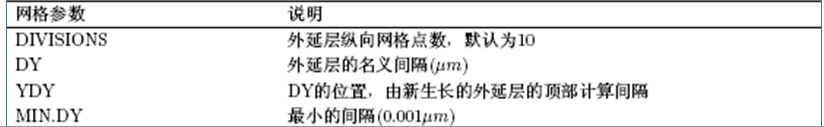 网格参数 说明
DIVISIONS 外延层纵向网格点数，默认为10
DY 外延层的名义间隔(μm)
YDY DY的位置，由新生长的外延层的顶部计算间隔
MIN.DY 最小的间隔(0.001μm)